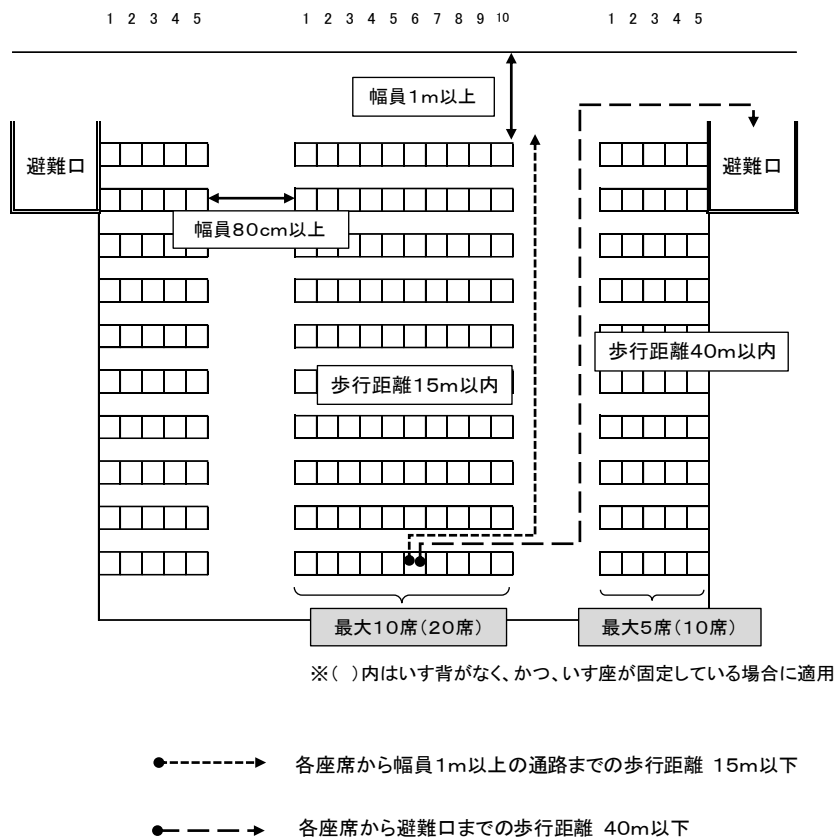 1 2 3 4 5 1 2 3 4 5 6 7 8 9 10 1 2 3 4 5
幅員1m以上
避難口 避難口
幅員80cm以上
歩行距離40m以内
歩行距離15m以内
最大10席(20席) 最大5席(10席)
※( )内はいす背がなく、かつ、いす座が固定している場合に適用
各座席から幅員1m以上の通路までの歩行距離 15m以下
各座席から避難口までの歩行距離 40m以下